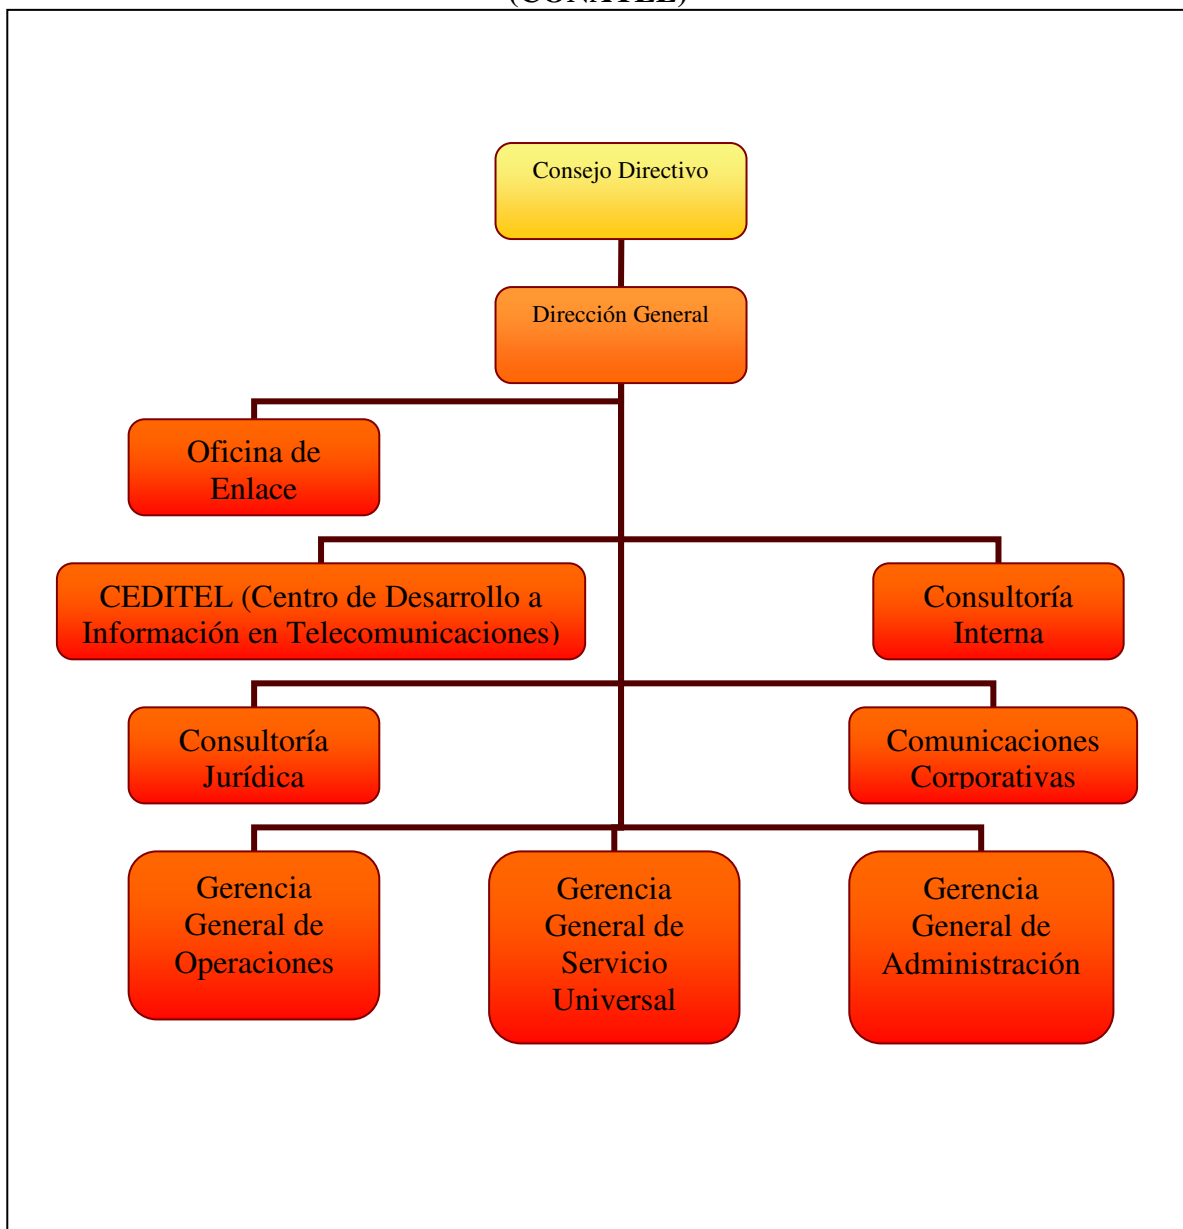 (CONATEL)
Consejo Directivo
Dirección General
Oficina de
Enlace
CEDITEL (Centro de Desarrollo a
Información en Telecomunicaciones)
Consultoría
Interna
Consultoría
Jurídica
Comunicaciones
Corporativas
Gerencia
General de
Operaciones
Gerencia
General de
Servicio
Universal
Gerencia
General de
Administración